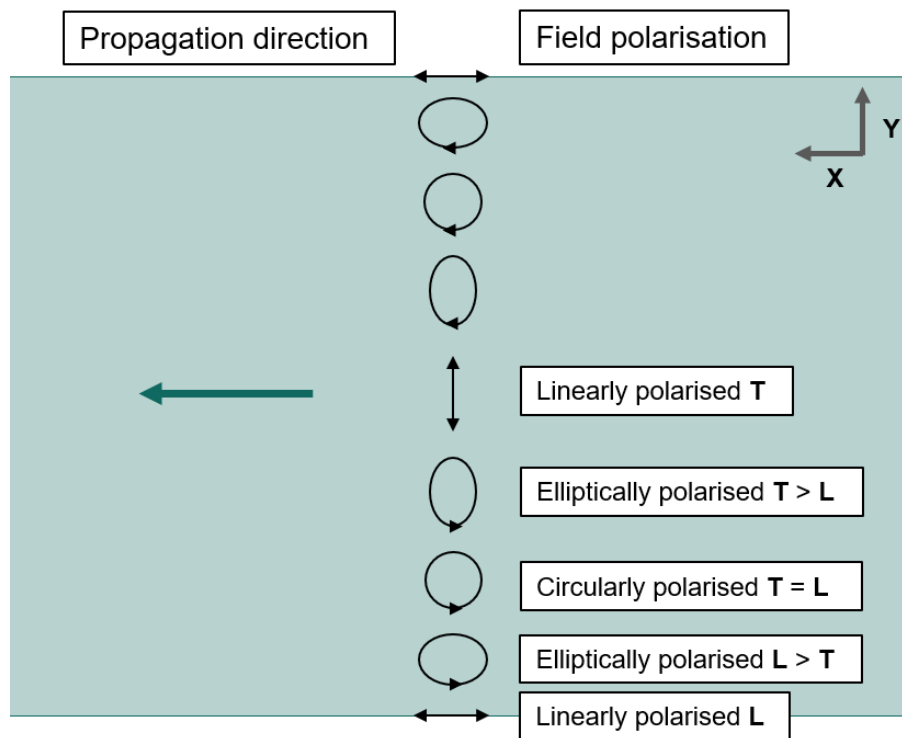 Propagation direction
Field polarisation
Y
X
Linearly polarised T
Elliptically polarised T > L
Circularly polarised T = L
Elliptically polarised L > T
Linearly polarised L